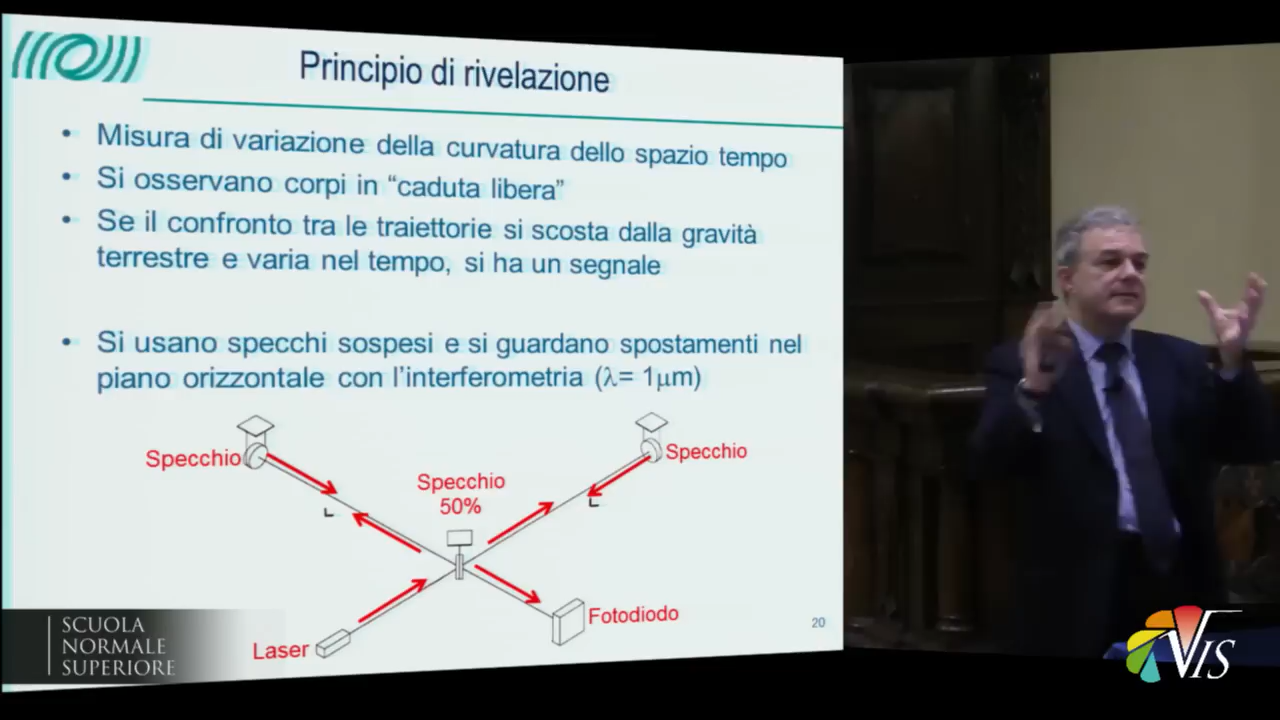 Principio di rivelazione
• Misura di variazione della curvatura dello spazio tempo
• Si osservano corpi in “caduta libera”
• Se il confronto tra le traiettorie si scosta dalla gravità
terrestre e varia nel tempo, si ha un segnale
• Si usano specchi sospesi e si guardano spostamenti nel
piano orizzontale con l’interferometria (λ= 1μm)
Specchio
Specchio
Specchio
50%
L
L
Fotodiodo
Laser
20
SCUOLA
NORMALE
SUPERIORE
VIS